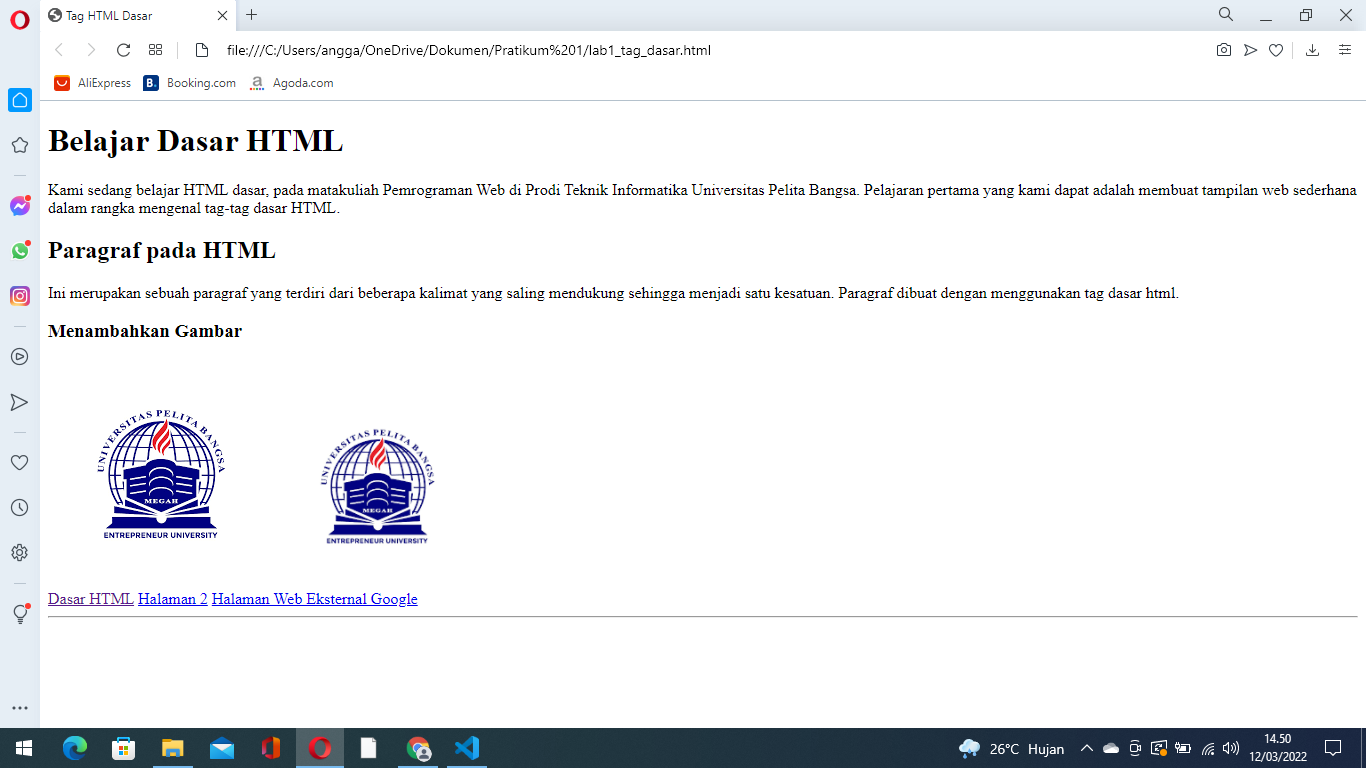 Tag HTML Dasar
file:///C:/Users/angga/OneDrive/Dokumen/Pratikum%201/lab1_tag_dasar.html
AliExpress B. Booking.com a Agoda.com
Belajar Dasar HTML
Kami sedang belajar HTML dasar, pada matakuliah Pemrograman Web di Prodi Teknik Informatika Universitas Pelita Bangsa. Pelajaran pertama yang kami dapat adalah membuat tampilan web sederhana
dalam rangka mengenal tag-tag dasar HTML.
Paragraf pada HTML
Ini merupakan sebuah paragraf yang terdiri dari beberapa kalimat yang saling mendukung sehingga menjadi satu kesatuan. Paragraf dibuat dengan menggunakan tag dasar html.
Menambahkan Gambar
UNIVERSITAS PELITA BANGSA
MEGAH
ENTREPRENEUR UNIVERSITY
UNIVERSITAS PELITA BANGSA
MEGAH
ENTREPRENEUR UNIVERSITY
Dasar HTML Halaman 2 Halaman Web Eksternal Google
26°C Hujan
14.50
12/03/2022